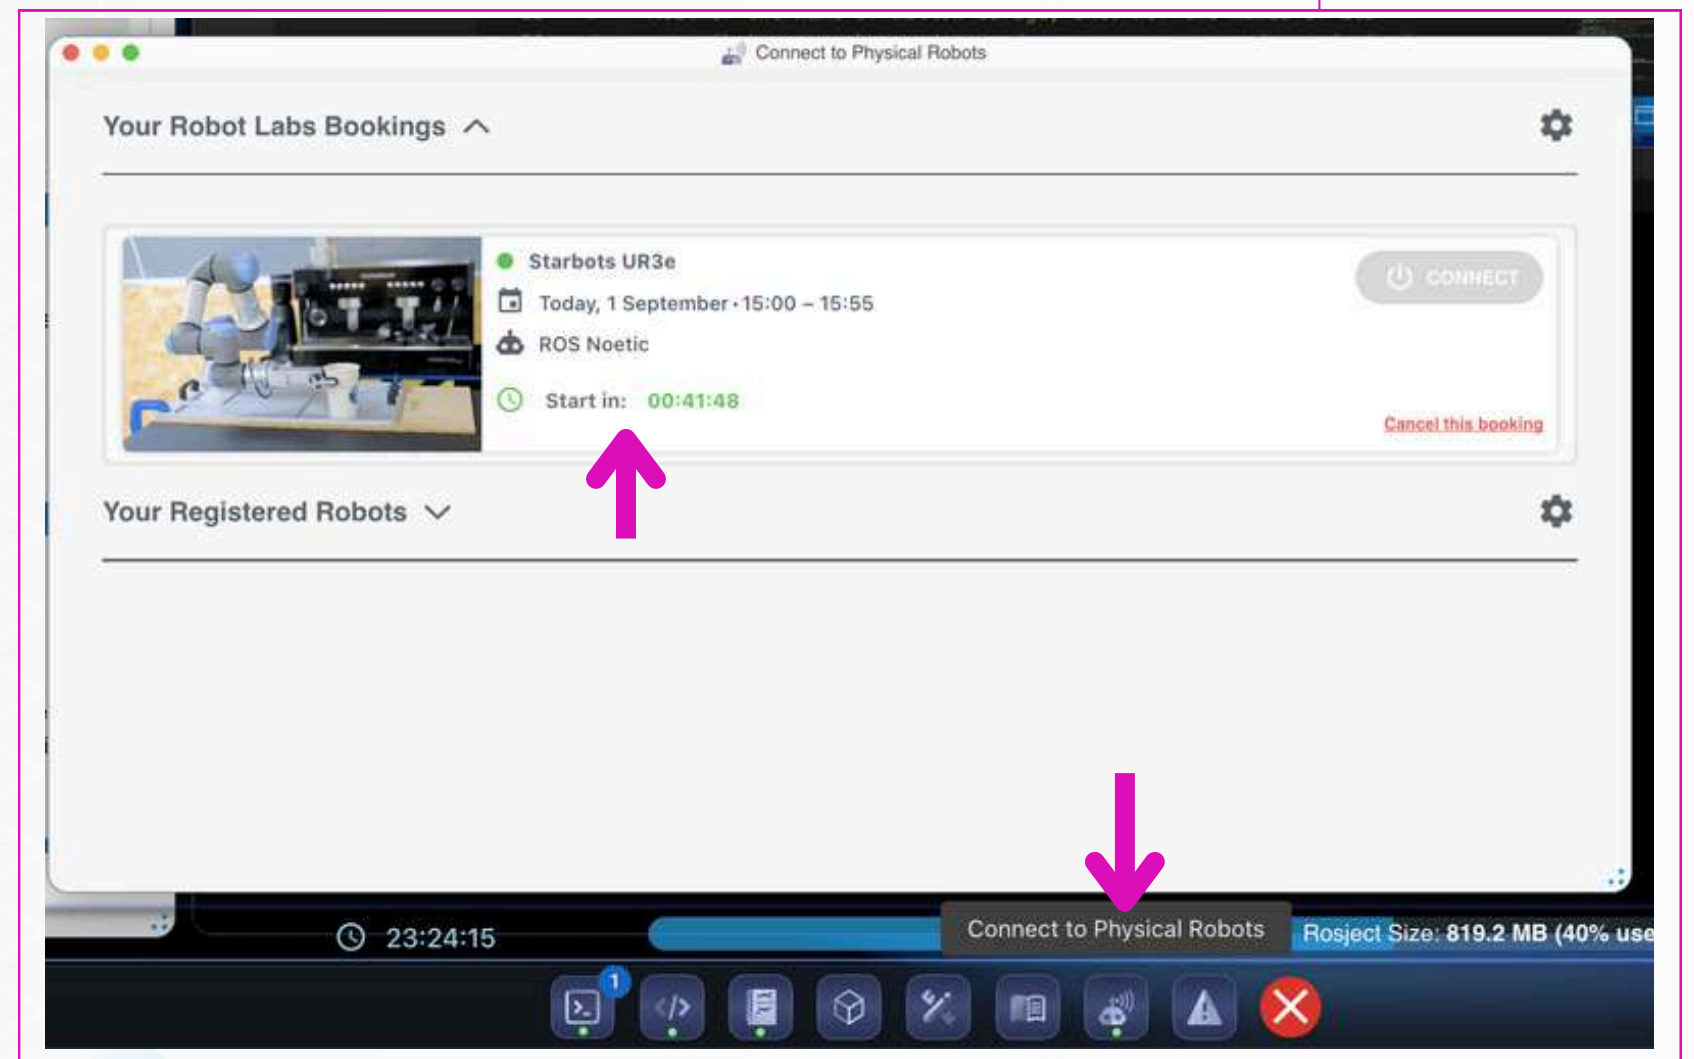 Connect to Physical Robots
Your Robot Labs Bookings
Starbots UR3e
CONNECT
Today, 1 September · 15:00 – 15:55
ROS Noetic
Start in: 00:41:48
Cancel this booking
Your Registered Robots
23:24:15
Connect to Physical Robots
Rosject Size: 819.2 MB (40% use
1